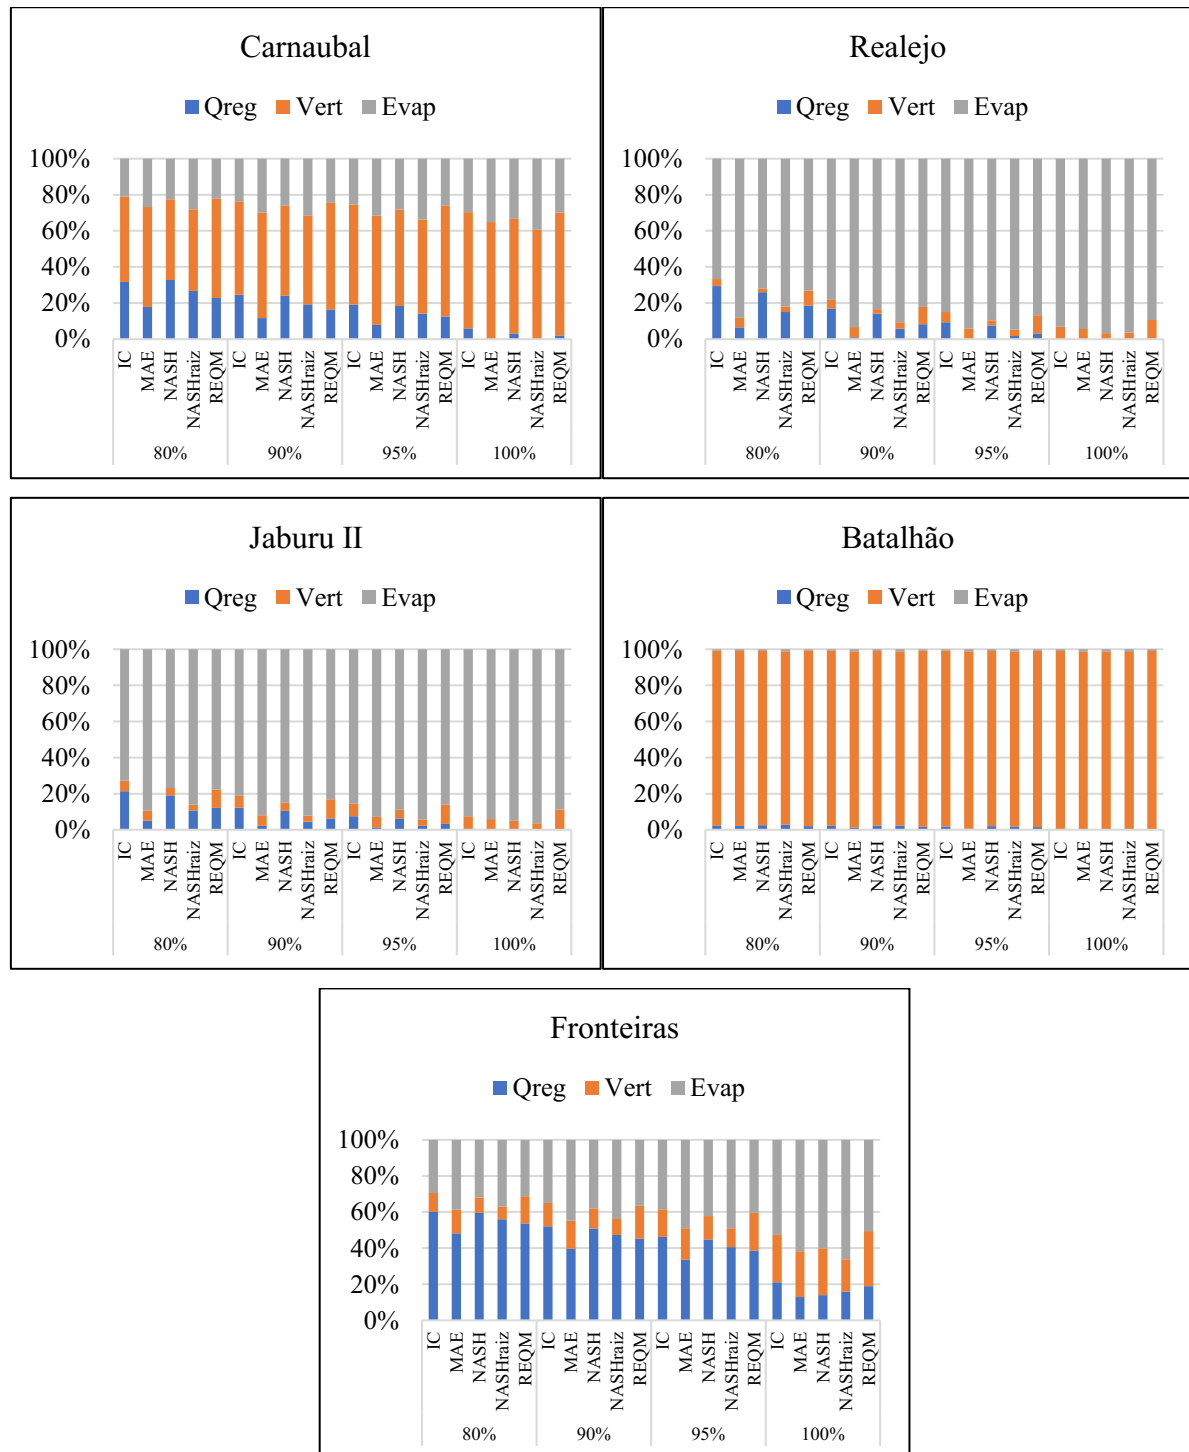 Carnaubal
Qreg Vert Evap
100%
80%
60%
40%
20%
0%
IC MAE NASH NASHraiz REQM IC MAE NASH NASHraiz REQM IC MAE NASH NASHraiz REQM IC MAE NASH NASHraiz REQM
80% 90% 95% 100%
Realejo
Qreg Vert Evap
100%
80%
60%
40%
20%
0%
IC MAE NASH NASHraiz REQM IC MAE NASH NASHraiz REQM IC MAE NASH NASHraiz REQM IC MAE NASH NASHraiz REQM
80% 90% 95% 100%
Jaburu II
Qreg Vert Evap
100%
80%
60%
40%
20%
0%
IC MAE NASH NASHraiz REQM IC MAE NASH NASHraiz REQM IC MAE NASH NASHraiz REQM IC MAE NASH NASHraiz REQM
80% 90% 95% 100%
Batalhão
Qreg Vert Evap
100%
80%
60%
40%
20%
0%
IC MAE NASH NASHraiz REQM IC MAE NASH NASHraiz REQM IC MAE NASH NASHraiz REQM IC MAE NASH NASHraiz REQM
80% 90% 95% 100%
Fronteiras
Qreg Vert Evap
100%
80%
60%
40%
20%
0%
IC MAE NASH NASHraiz REQM IC MAE NASH NASHraiz REQM IC MAE NASH NASHraiz REQM IC MAE NASH NASHraiz REQM
80% 90% 95% 100%